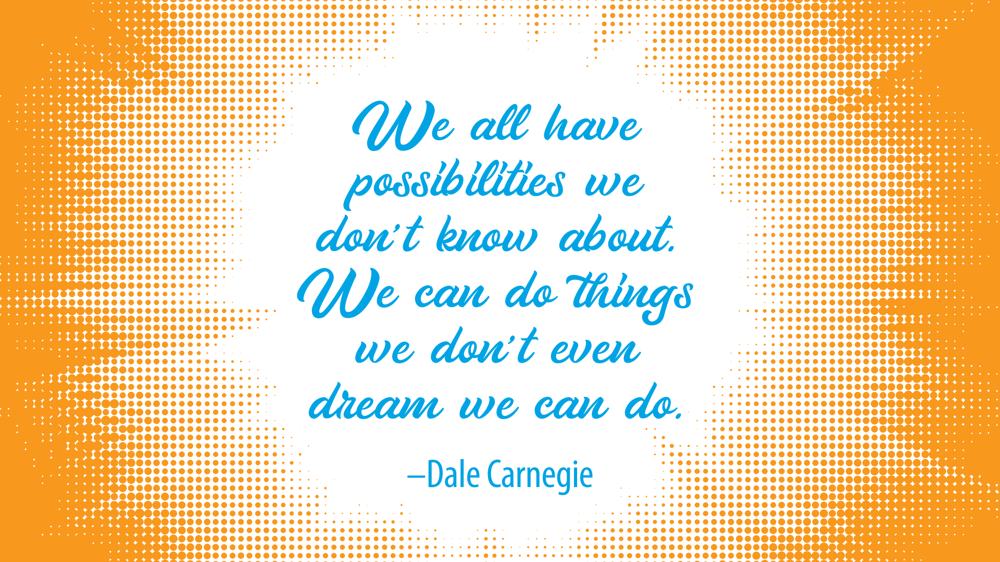 We all have
possibilities we
don't know about.
We can do things
we don't even
dream we can do.
–Dale Carnegie